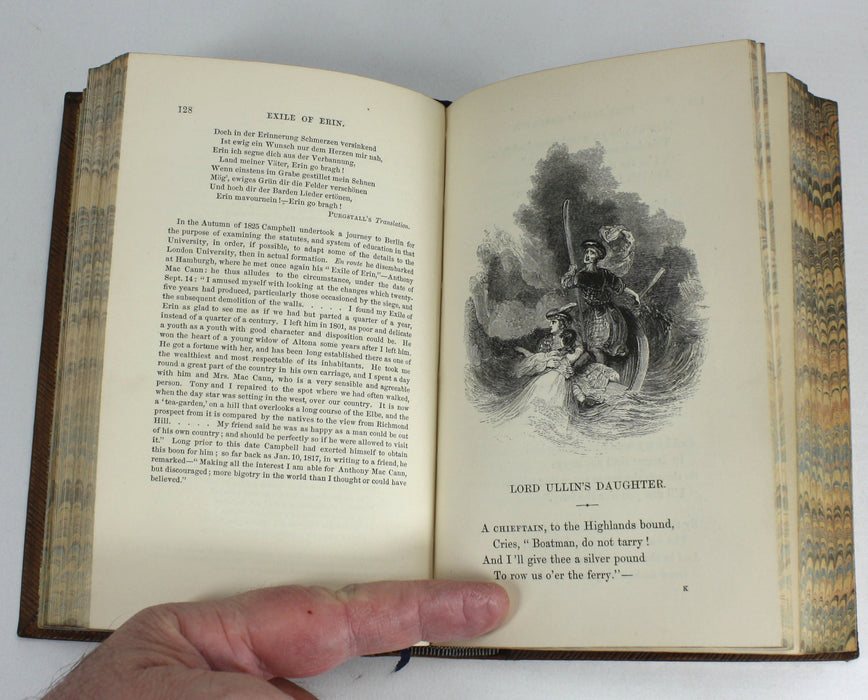 128
EXILE OF ERIN.
Doch in der Erinnerung Schmerzen versinkend
Ist ewig ein Wunsch nur dem Herzen mir nah,
Erin ich segne dich aus der Verbannung,
Land meiner Väter, Erin go bragh!
Wenn einstens im Grabe gestillet mein Sehnen
Mög', ewiges Grün dir die Felder verschönen
Und hoch dir der Barden Lieder ertönen,
Erin mavournein!—Erin go bragh!
PURGSTALL'S Translation.
In the Autumn of 1825 Campbell undertook a journey to Berlin for
the purpose of examining the statutes, and system of education in that
University, in order, if possible, to adapt some of the details to the
London University, then in actual formation. En route he disembarked
at Hamburgh, where he met once again his "Exile of Erin,"—Anthony
Mac Cann: he thus alludes to the circumstance, under the date of
Sept. 14: "I amused myself with looking at the changes which twenty-
five years had produced, particularly those occasioned by the siege, and
the subsequent demolition of the walls. . . . . . I found my Exile of
Erin as glad to see me as if we had but parted a quarter of a year,
instead of a quarter of a century. I left him in 1801, as poor and delicate
a youth as a youth with good character and disposition could be. He
won the heart of a young widow of Altona some years after I left him.
He got a fortune with her, and has been long established there as one of
the wealthiest and most respectable of its inhabitants. He took me
round a great part of the country in his own carriage, and I spent a day
with him and Mrs. Mac Cann, who is a very sensible and agreeable
person. Tony and I repaired to the spot where we had often walked,
when the day star was setting in the west, over our country. It is now
a 'tea-garden,' on a hill that overlooks a long course of the Elbe, and the
prospect from it is compared by the natives to the view from Richmond
Hill. . . . . . My friend said he was as happy as a man could be out
of his own country; and should be perfectly so if he were allowed to visit
it." Long prior to this date Campbell had exerted himself to obtain
this boon for him; so far back as Jan. 10, 1817, in writing to a friend, he
remarked—"Making all the interest I am able for Anthony Mac Cann,
but discouraged; more bigotry in the world than I thought or could have
believed."
LORD ULLIN'S DAUGHTER.
A CHIEFTAIN, to the Highlands bound,
Cries, "Boatman, do not tarry!
And I'll give thee a silver pound
To row us o'er the ferry."—
K